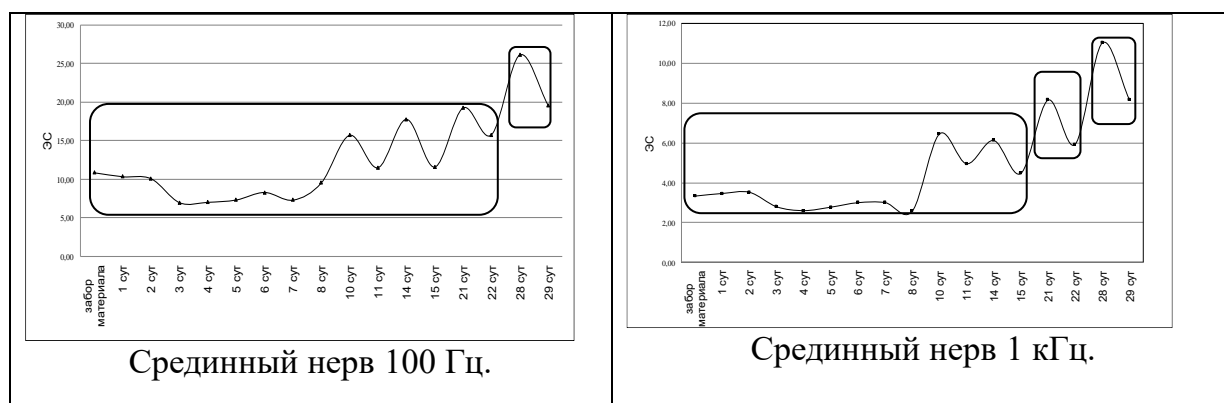 30,00
25,00
20,00
15,00
10,00
5,00
0,00
ЭС
забор
материала
1 сут
2 сут
3 сут
4 сут
5 сут
6 сут
7 сут
8 сут
10 сут
11 сут
14 сут
15 сут
21 сут
22 сут
28 сут
29 сут
Срединный нерв 100 Гц.
12,00
10,00
8,00
6,00
4,00
2,00
0,00
ЭС
забор
материала
1 сут
2 сут
3 сут
4 сут
5 сут
6 сут
7 сут
8 сут
10 сут
11 сут
14 сут
15 сут
21 сут
22 сут
28 сут
29 сут
Срединный нерв 1 кГц.